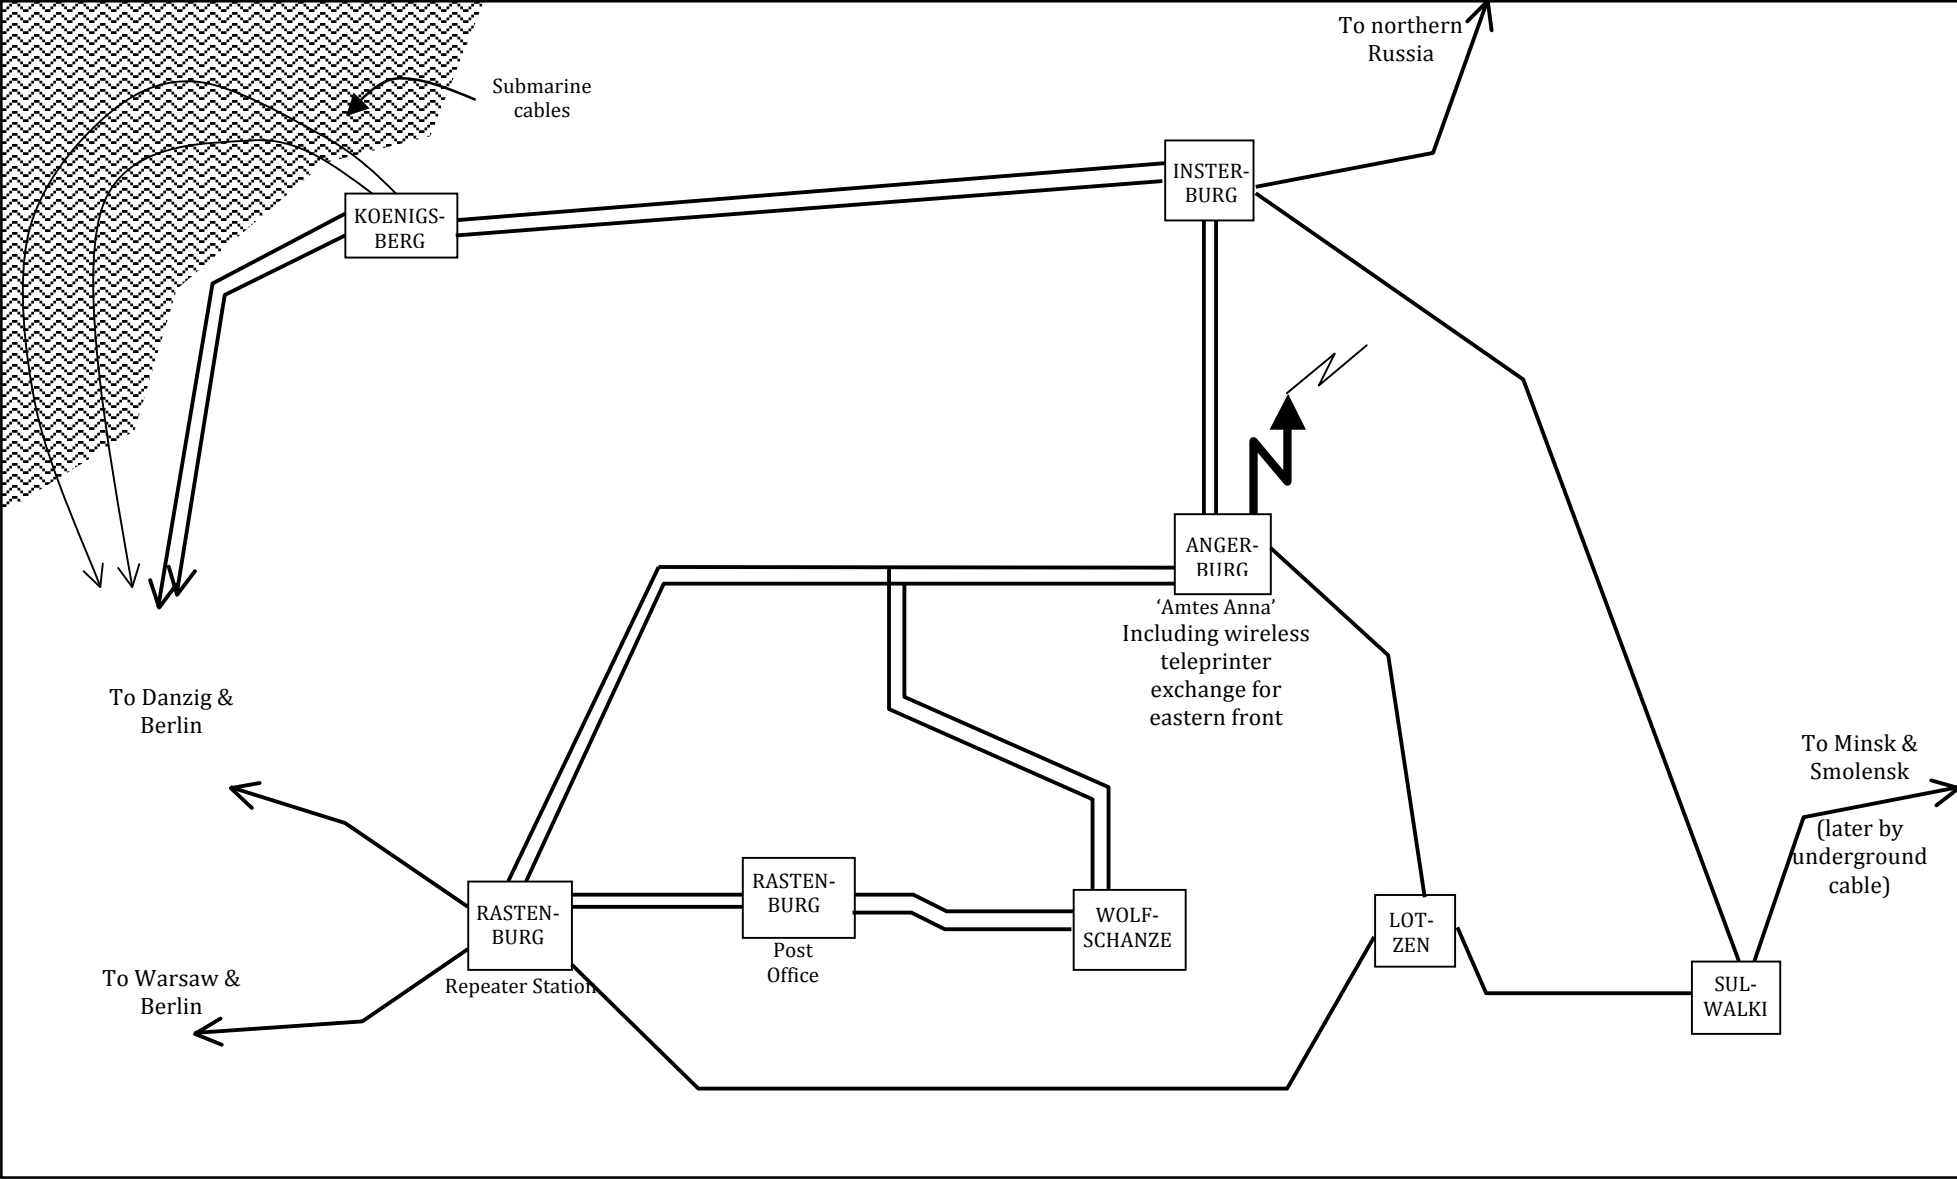 To northern
Russia
Submarine
cables
INSTER-
BURG
KOENIGS-
BERG
ANGER-
BURG
‘Amtes Anna’
Including wireless
teleprinter
exchange for
eastern front
To Danzig &
Berlin
To Minsk &
Smolensk
(later by
underground
cable)
RASTEN-
BURG
Post
Office
RASTEN-
BURG
Repeater Station
WOLF-
SCHANZE
LOT-
ZEN
To Warsaw &
Berlin
SUL-
WALKI